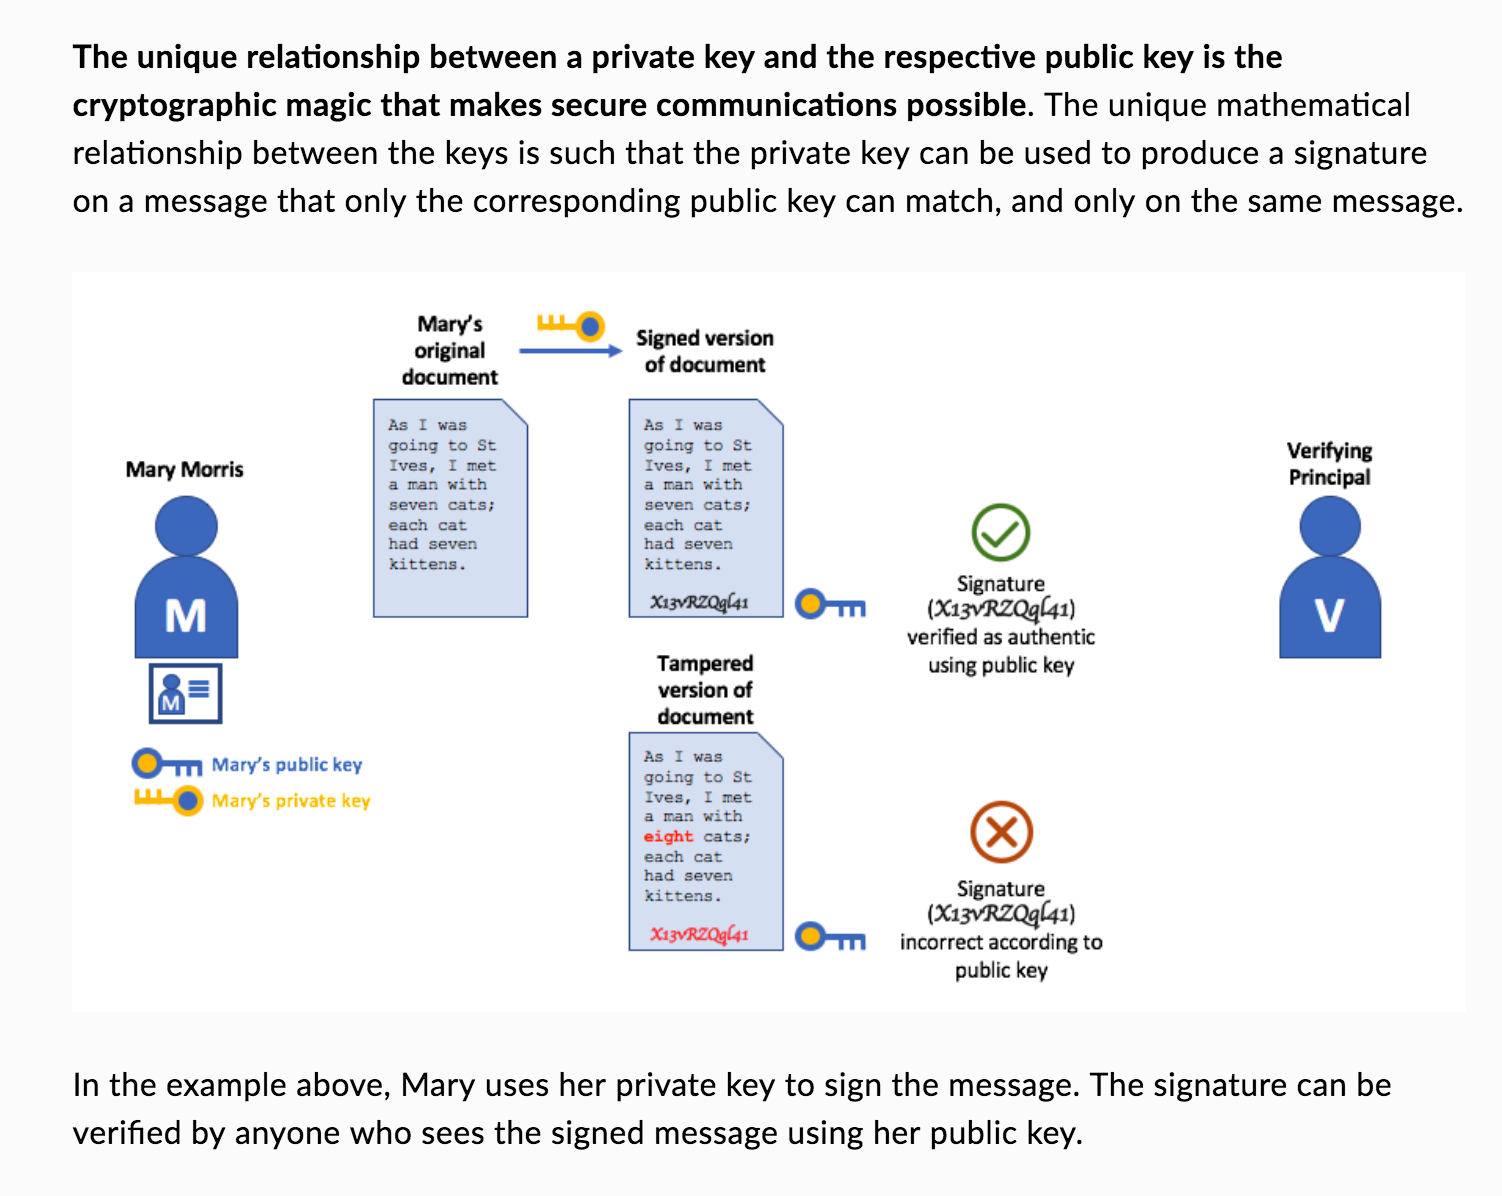 The unique relationship between a private key and the respective public key is the
cryptographic magic that makes secure communications possible. The unique mathematical
relationship between the keys is such that the private key can be used to produce a signature
on a message that only the corresponding public key can match, and only on the same message.
Mary's
original
document
Signed version
of document
As I was
going to St
Ives, I met
a man with
seven cats;
each cat
had seven
kittens.
As I was
going to St
Ives, I met
a man with
seven cats;
each cat
had seven
kittens.
X13vRZQgl41
Mary Morris
M
M
Mary's public key
Mary's private key
Signature
(X13vRZQgl41)
verified as authentic
using public key
Verifying
Principal
V
Tampered
version of
document
As I was
going to St
Ives, I met
a man with
eight cats;
each cat
had seven
kittens.
X13vRZQgl41
Signature
(X13vRZQgl41)
incorrect according to
public key
In the example above, Mary uses her private key to sign the message. The signature can be
verified by anyone who sees the signed message using her public key.